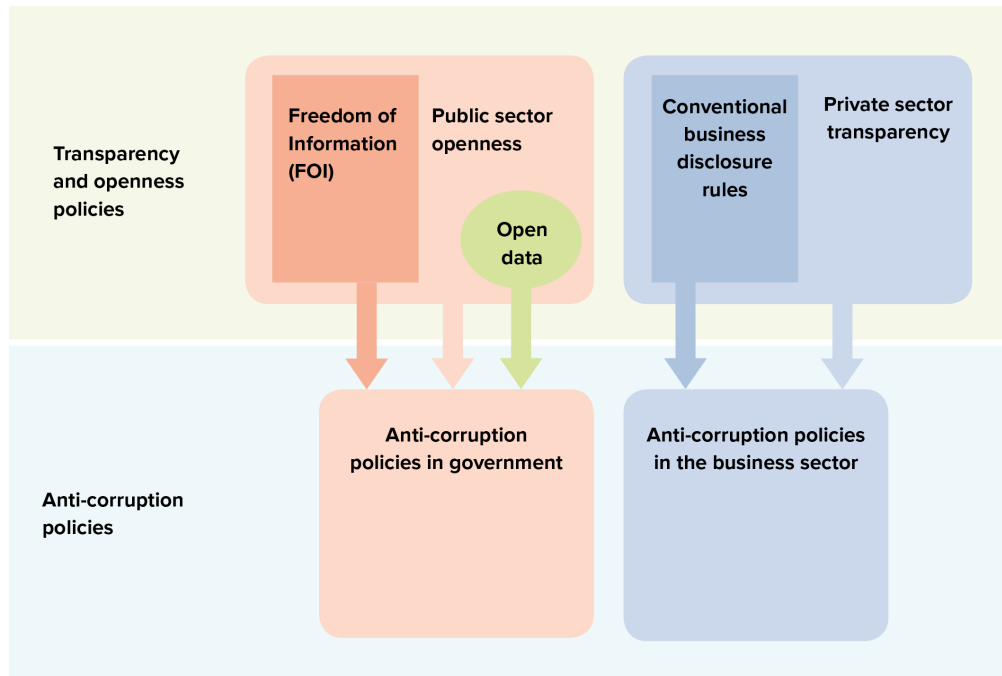 Transparency
and openness
policies
Freedom of
Information
(FOI)
Public sector
openness
Open
data
Conventional
business
disclosure
rules
Private sector
transparency
Anti-corruption
policies
Anti-corruption
policies in government
Anti-corruption policies
in the business sector